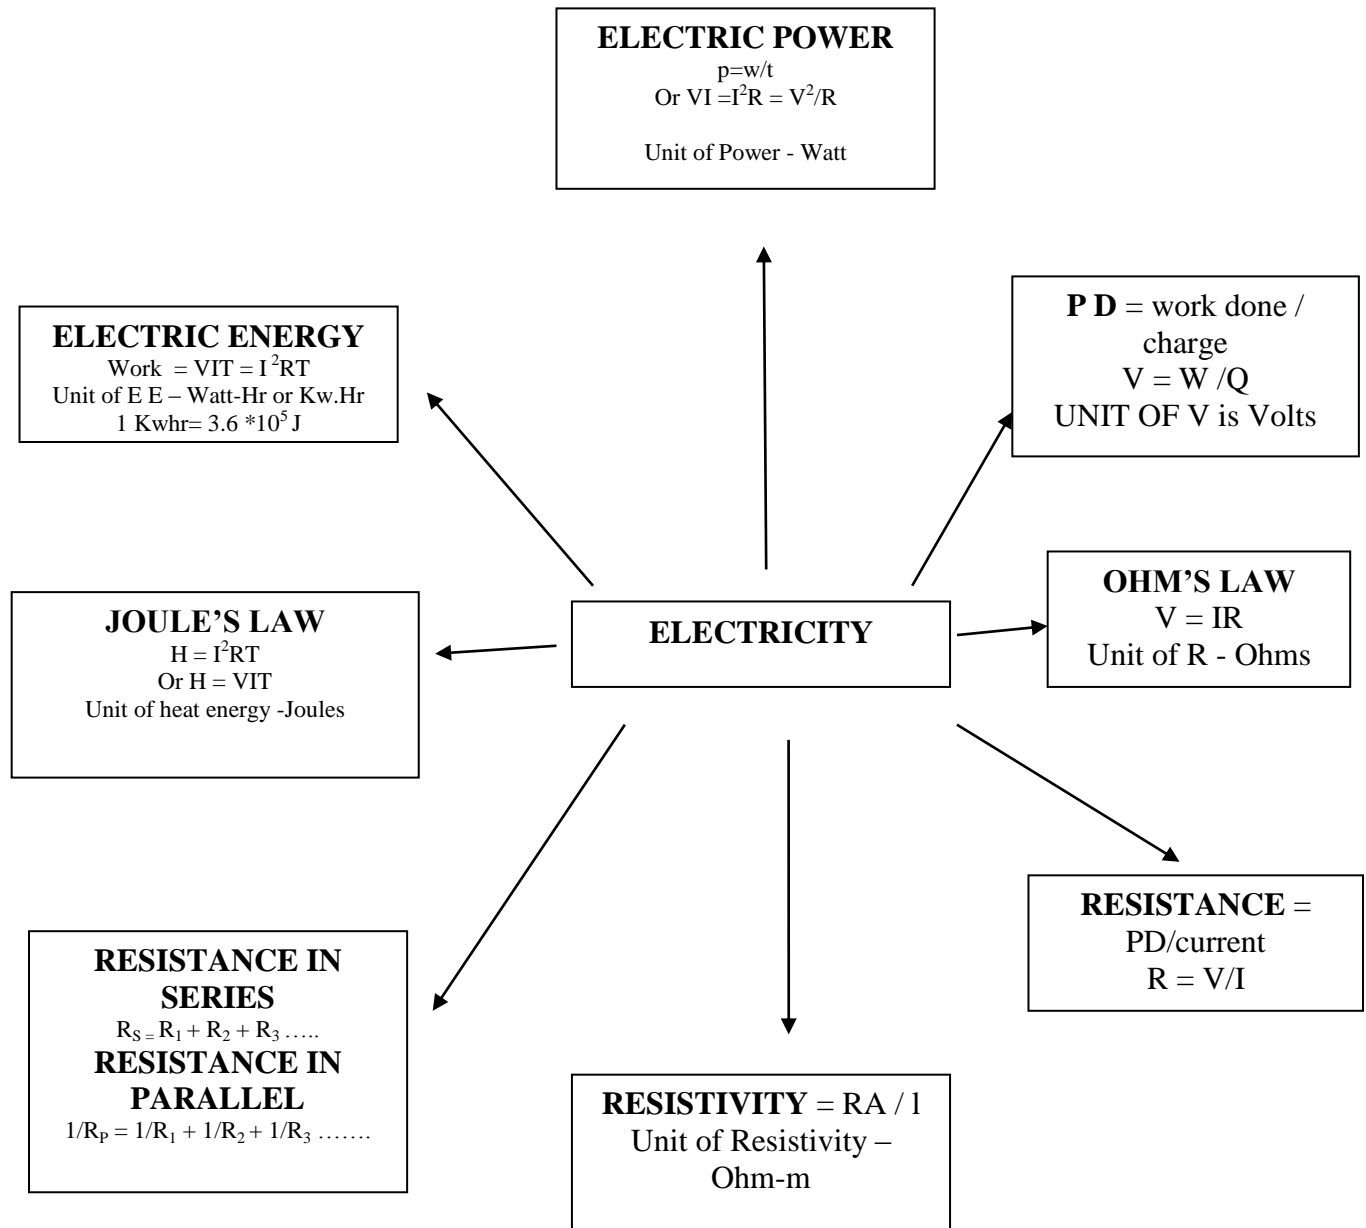 ELECTRIC POWER
p=w/t
Or VI =I²R = V²/R
Unit of Power - Watt
P D = work done /
charge
V = W /Q
UNIT OF V is Volts
ELECTRIC ENERGY
Work  = VIT = I ²RT
Unit of E E – Watt-Hr or Kw.Hr
1 Kwhr= 3.6 *10⁵ J
OHM'S LAW
V = IR
Unit of R - Ohms
JOULE'S LAW
H = I²RT
Or H = VIT
Unit of heat energy -Joules
ELECTRICITY
RESISTANCE =
PD/current
R = V/I
RESISTANCE IN
SERIES
R_S = R₁ + R₂ + R₃ …..
RESISTANCE IN
PARALLEL
1/R_P = 1/R₁ + 1/R₂ + 1/R₃ …….
RESISTIVITY = RA / l
Unit of Resistivity –
Ohm-m